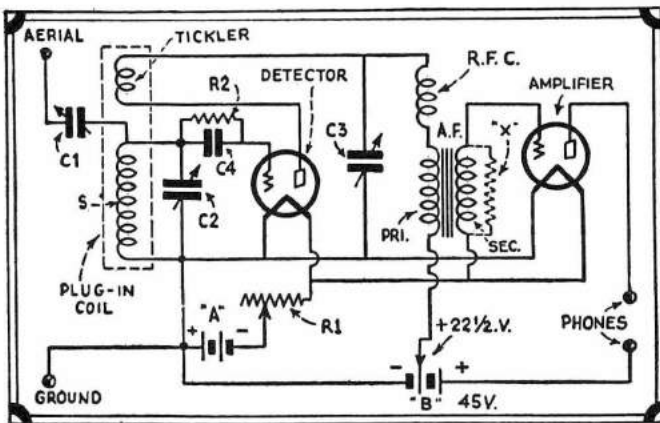 AERIAL
TICKLER
R2
DETECTOR
R.F.C.
AMPLIFIER
C1
C4
C3
A.F.
"X"
S
C2
PRI.
SEC.
PLUG-IN
COIL
"A"
+
-
R1
+22½.V.
PHONES
GROUND
-
+
"B"
45V.